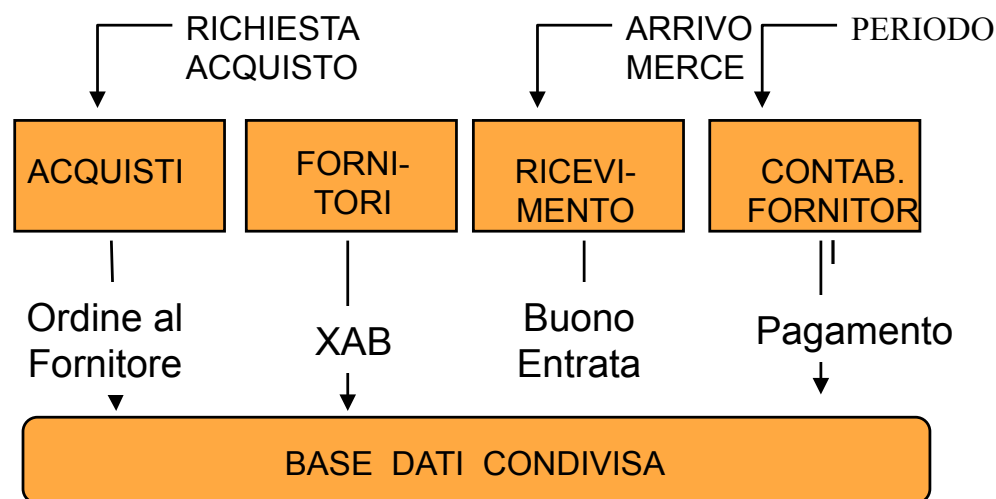 RICHIESTA
ACQUISTO
ARRIVO
MERCE
PERIODO
ACQUISTI
FORNI-
TORI
RICEVI-
MENTO
CONTAB.
FORNITOR
Ordine al
Fornitore
XAB
Buono
Entrata
Pagamento
BASE DATI CONDIVISA